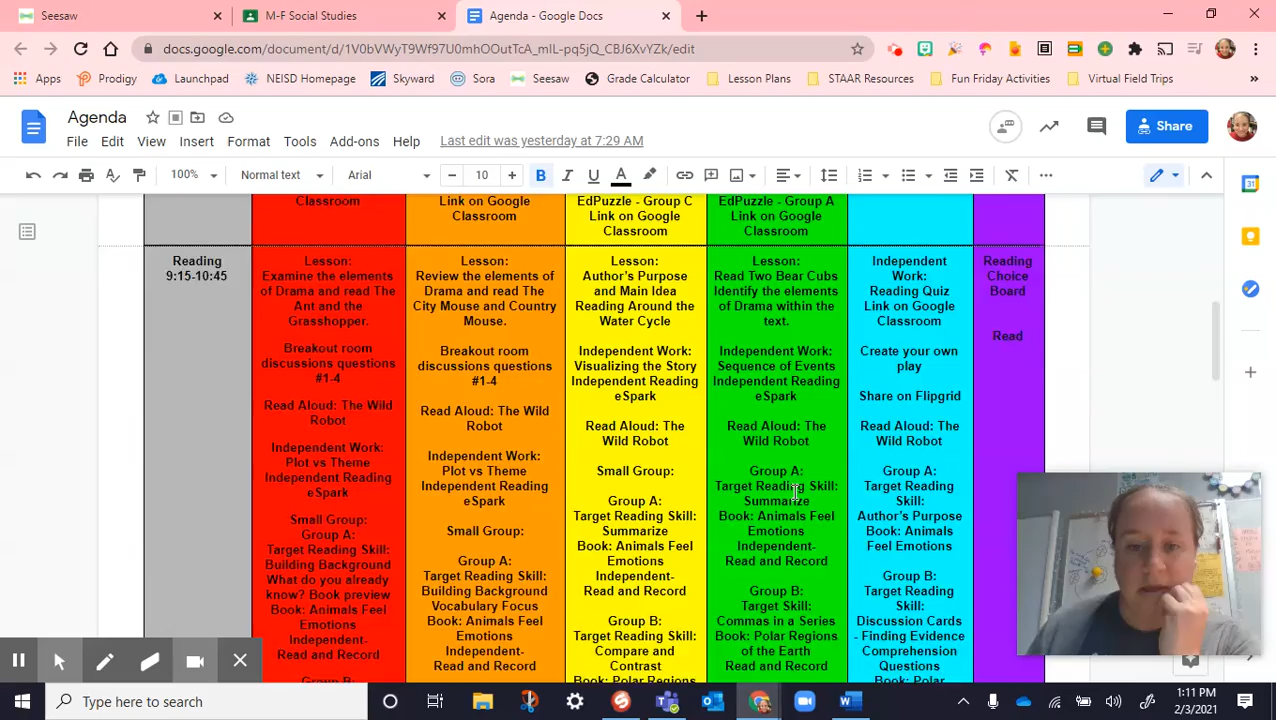 Seesaw
M-F Social Studies
Agenda - Google Docs
docs.google.com/document/d/1V0bVWyT9Wf97U0mhOOutTcA_mIL-pq5jQ_CBJ6XvYZk/edit
Apps
Prodigy
Launchpad
NEISD Homepage
Skyward
Sora
Seesaw
Grade Calculator
Lesson Plans
STAAR Resources
Fun Friday Activities
Virtual Field Trips
Agenda
File Edit View Insert Format Tools Add-ons Help
Last edit was yesterday at 7:29 AM
Share
100%
Normal text
Arial
10
B I U A
31
Classroom
Link on Google
Classroom
EdPuzzle - Group C
Link on Google
Classroom
EdPuzzle - Group A
Link on Google
Classroom
Reading
9:15-10:45
Lesson:
Examine the elements
of Drama and read The
Ant and the
Grasshopper.
Breakout room
discussions questions
#1-4
Read Aloud: The Wild
Robot
Independent Work:
Plot vs Theme
Independent Reading
eSpark
Small Group:
Group A:
Target Reading Skill:
Building Background
What do you already
know? Book preview
Book: Animals Feel
Emotions
Independent-
Read and Record
Group B:
Lesson:
Review the elements of
Drama and read The
City Mouse and Country
Mouse.
Breakout room
discussions questions
#1-4
Read Aloud: The Wild
Robot
Independent Work:
Plot vs Theme
Independent Reading
eSpark
Small Group:
Group A:
Target Reading Skill:
Building Background
Vocabulary Focus
Book: Animals Feel
Emotions
Independent-
Read and Record
Lesson:
Author's Purpose
and Main Idea
Reading Around the
Water Cycle
Independent Work:
Visualizing the Story
Independent Reading
eSpark
Read Aloud: The
Wild Robot
Small Group:
Group A:
Target Reading Skill:
Summarize
Book: Animals Feel
Emotions
Independent-
Read and Record
Group B:
Target Reading Skill:
Compare and
Contrast
Book: Polar Regions
Lesson:
Read Two Bear Cubs
Identify the elements
of Drama within the
text.
Independent Work:
Sequence of Events
Independent Reading
eSpark
Read Aloud: The
Wild Robot
Group A:
Target Reading Skill:
Summarize
Book: Animals Feel
Emotions
Independent-
Read and Record
Group B:
Target Skill:
Commas in a Series
Book: Polar Regions
of the Earth
Read and Record
Independent
Work:
Reading Quiz
Link on Google
Classroom
Create your own
play
Share on Flipgrid
Read Aloud: The
Wild Robot
Group A:
Target Reading
Skill:
Author's Purpose
Book: Animals
Feel Emotions
Group B:
Target Reading
Skill:
Discussion Cards
- Finding Evidence
Comprehension
Questions
Book: Polar
Reading
Choice
Board
Read
Type here to search
1:11 PM
2/3/2021